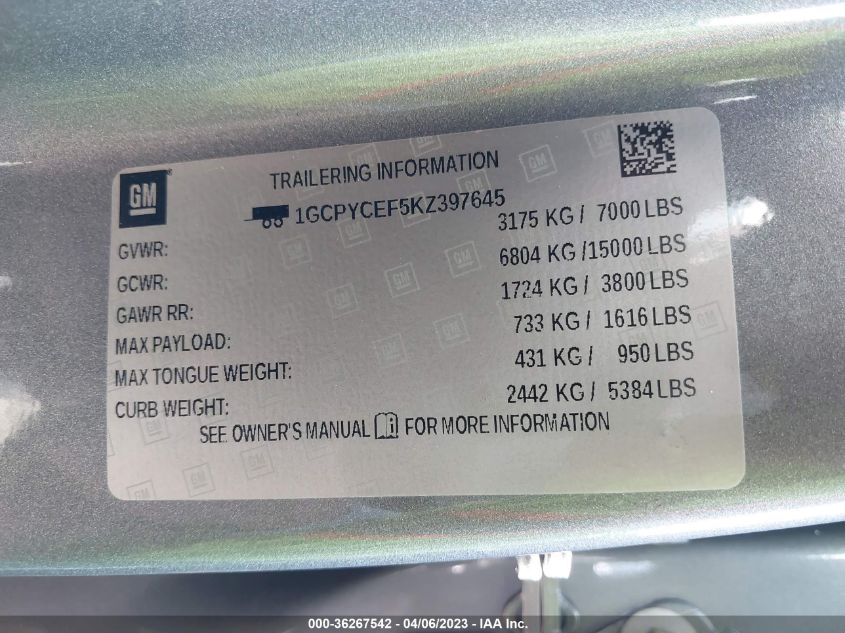 GM
TRAILERING INFORMATION
1GCPYCEF5KZ397645
GVWR: 3175 KG / 7000 LBS
GCWR: 6804 KG /15000 LBS
GAWR RR: 1724 KG / 3800 LBS
MAX PAYLOAD: 733 KG / 1616 LBS
MAX TONGUE WEIGHT: 431 KG / 950 LBS
CURB WEIGHT: 2442 KG / 5384 LBS
SEE OWNER'S MANUAL FOR MORE INFORMATION
000-36267542 - 04/06/2023 - IAA Inc.